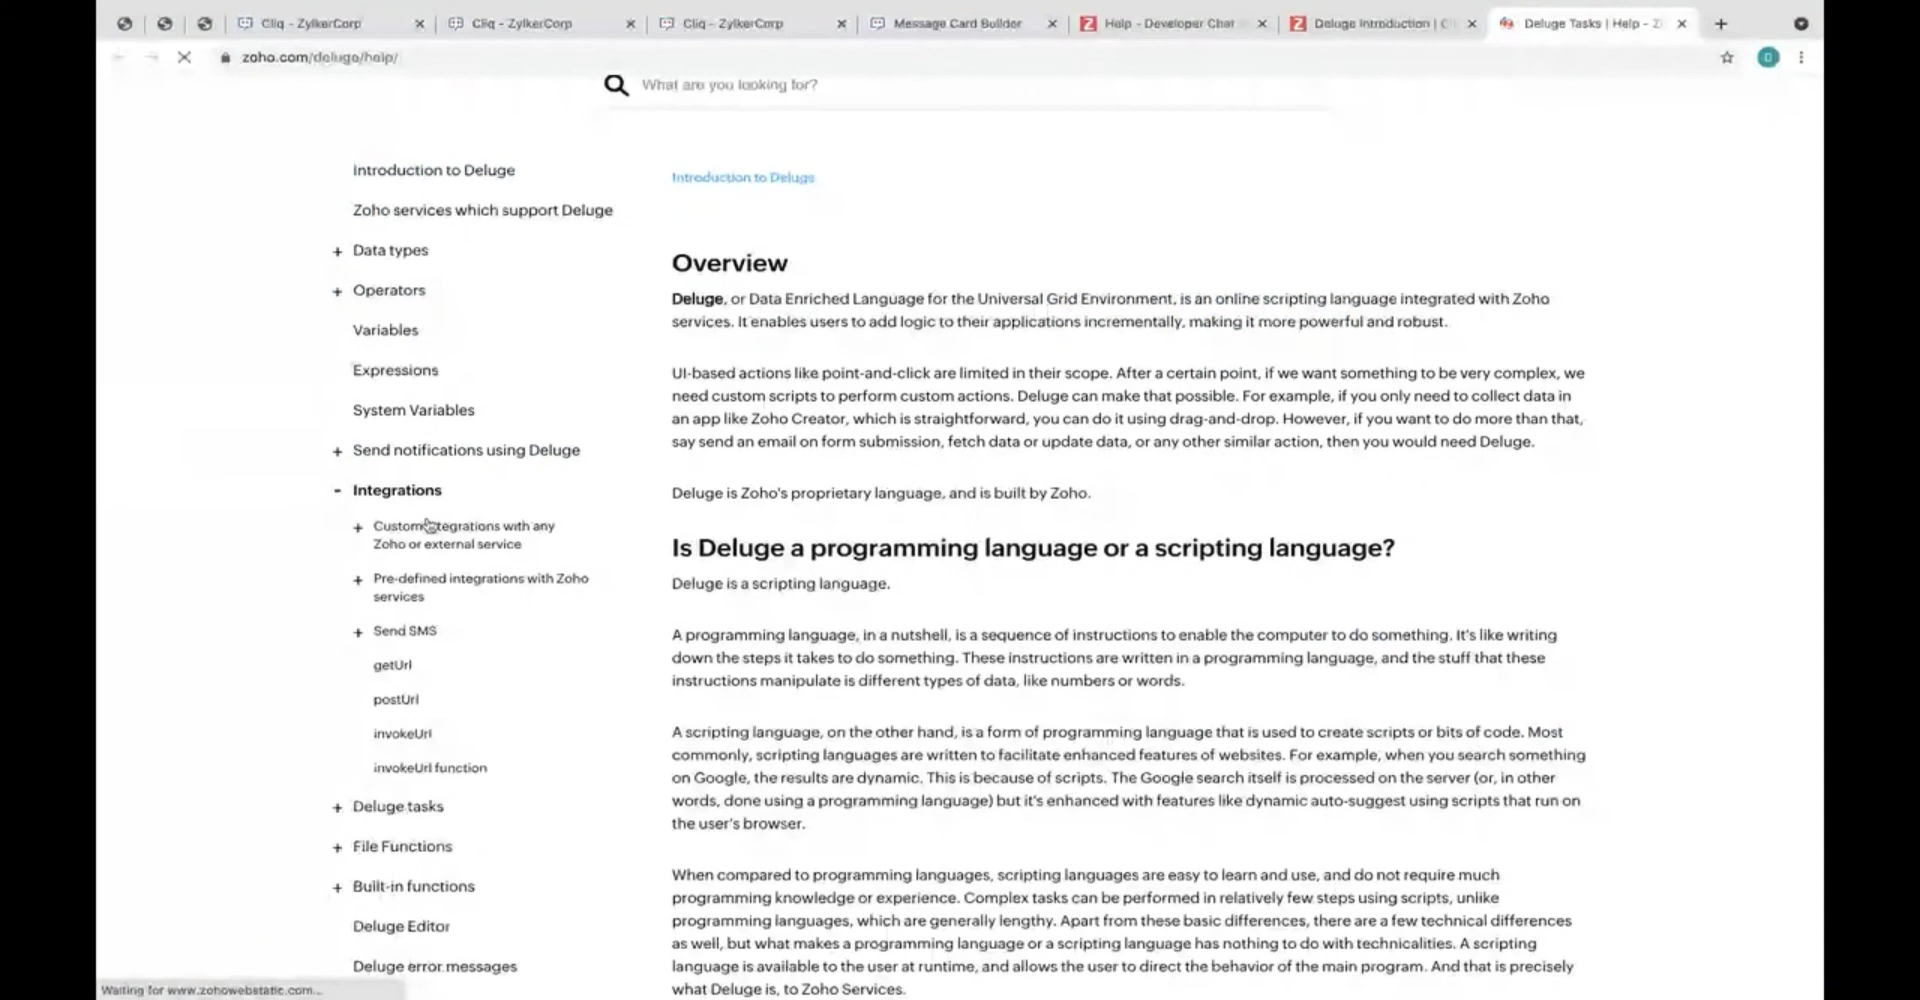 Cliq - ZylkerCorp
Cliq - ZylkerCorp
Cliq - ZylkerCorp
Message Card Builder
Help - Developer Chat
Deluge Introduction | C
Deluge Tasks | Help - Z
zoho.com/deluge/help/
D
What are you looking for?
Introduction to Deluge
Zoho services which support Deluge
+ Data types
+ Operators
Variables
Expressions
System Variables
+ Send notifications using Deluge
- Integrations
+ Custom integrations with any
Zoho or external service
+ Pre-defined integrations with Zoho
services
+ Send SMS
getUrl
postUrl
invokeUrl
invokeUrl function
+ Deluge tasks
+ File Functions
+ Built-in functions
Deluge Editor
Deluge error messages
Introduction to Deluge
Overview
Deluge, or Data Enriched Language for the Universal Grid Environment, is an online scripting language integrated with Zoho
services. It enables users to add logic to their applications incrementally, making it more powerful and robust.
UI-based actions like point-and-click are limited in their scope. After a certain point, if we want something to be very complex, we
need custom scripts to perform custom actions. Deluge can make that possible. For example, if you only need to collect data in
an app like Zoho Creator, which is straightforward, you can do it using drag-and-drop. However, if you want to do more than that,
say send an email on form submission, fetch data or update data, or any other similar action, then you would need Deluge.
Deluge is Zoho's proprietary language, and is built by Zoho.
Is Deluge a programming language or a scripting language?
Deluge is a scripting language.
A programming language, in a nutshell, is a sequence of instructions to enable the computer to do something. It's like writing
down the steps it takes to do something. These instructions are written in a programming language, and the stuff that these
instructions manipulate is different types of data, like numbers or words.
A scripting language, on the other hand, is a form of programming language that is used to create scripts or bits of code. Most
commonly, scripting languages are written to facilitate enhanced features of websites. For example, when you search something
on Google, the results are dynamic. This is because of scripts. The Google search itself is processed on the server (or, in other
words, done using a programming language) but it's enhanced with features like dynamic auto-suggest using scripts that run on
the user's browser.
When compared to programming languages, scripting languages are easy to learn and use, and do not require much
programming knowledge or experience. Complex tasks can be performed in relatively few steps using scripts, unlike
programming languages, which are generally lengthy. Apart from these basic differences, there are a few technical differences
as well, but what makes a programming language or a scripting language has nothing to do with technicalities. A scripting
language is available to the user at runtime, and allows the user to direct the behavior of the main program. And that is precisely
what Deluge is, to Zoho Services.
Waiting for www.zohowebstatic.com...